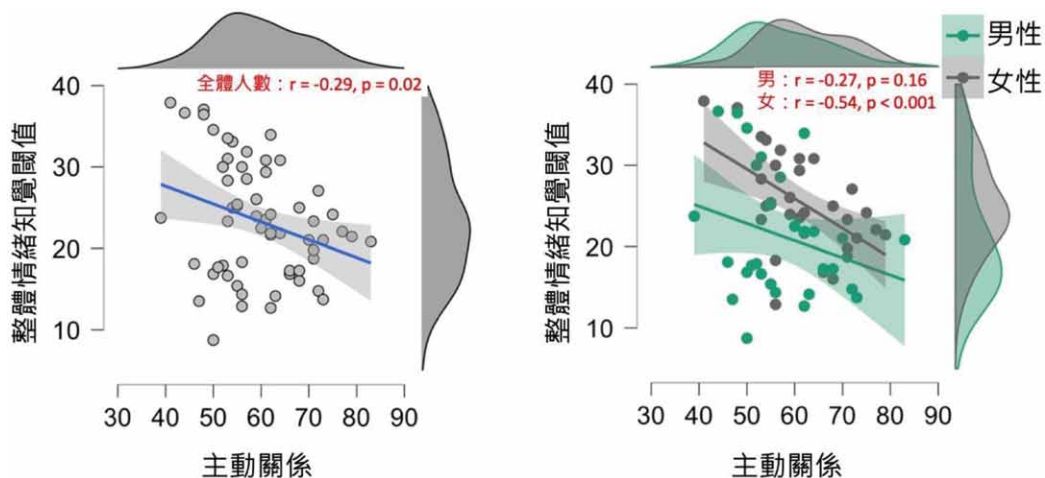 全體人數：r = -0.29, p = 0.02
整體情緒知覺閾值
40
30
20
10
30 40 50 60 70 80 90
主動關係
男性
女性
男：r = -0.27, p = 0.16
女：r = -0.54, p < 0.001
整體情緒知覺閾值
40
30
20
10
30 40 50 60 70 80 90
主動關係